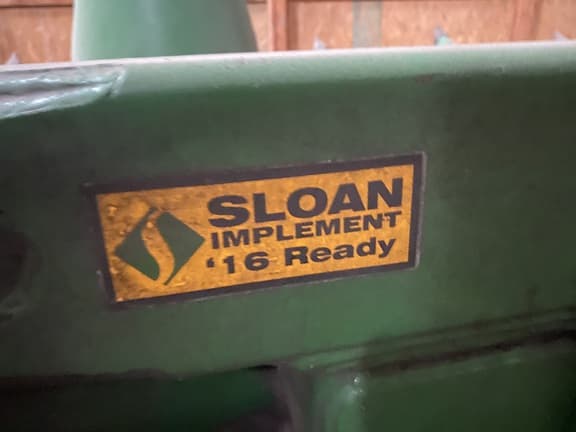 SLOAN
IMPLEMENT
'16 Ready